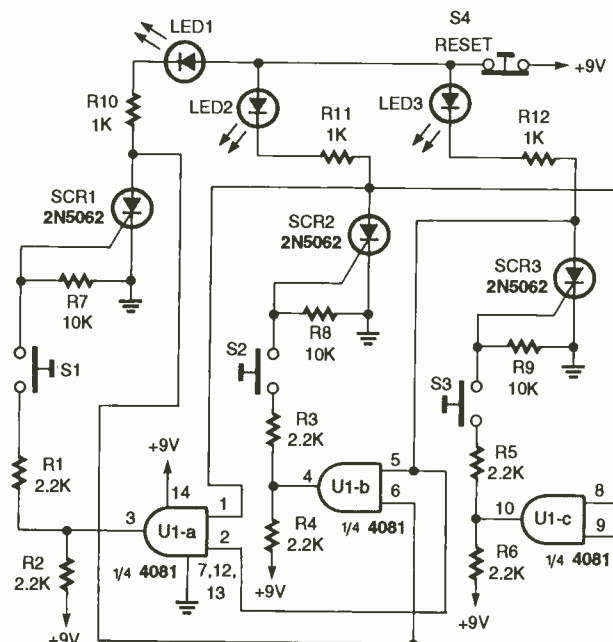 LED1
S4
RESET
+9V
R10
1K
LED2
R11
1K
LED3
R12
1K
SCR1
2N5062
SCR2
2N5062
SCR3
2N5062
R7
10K
R8
10K
R9
10K
S1
S2
S3
+9V
R3
2.2K
R5
2.2K
R1
2.2K
14
1
2
3
U1-a
4
U1-b
5
6
10
U1-c
8
9
R2
2.2K
1/4 4081
7,12,
13
R4
2.2K
1/4 4081
R6
2.2K
1/4 4081
+9V
+9V
+9V